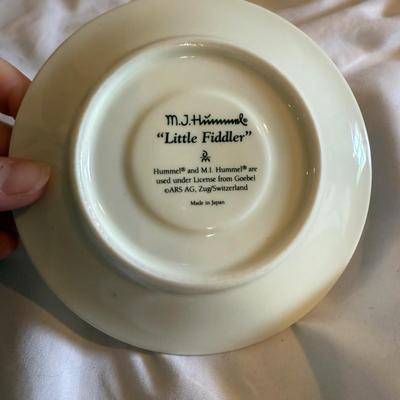 M.J. Hummel
“Little Fiddler”
Hummel® and M.I. Hummel® are
used under License from Goebel
©ARS AG, Zug/Switzerland
Made in Japan